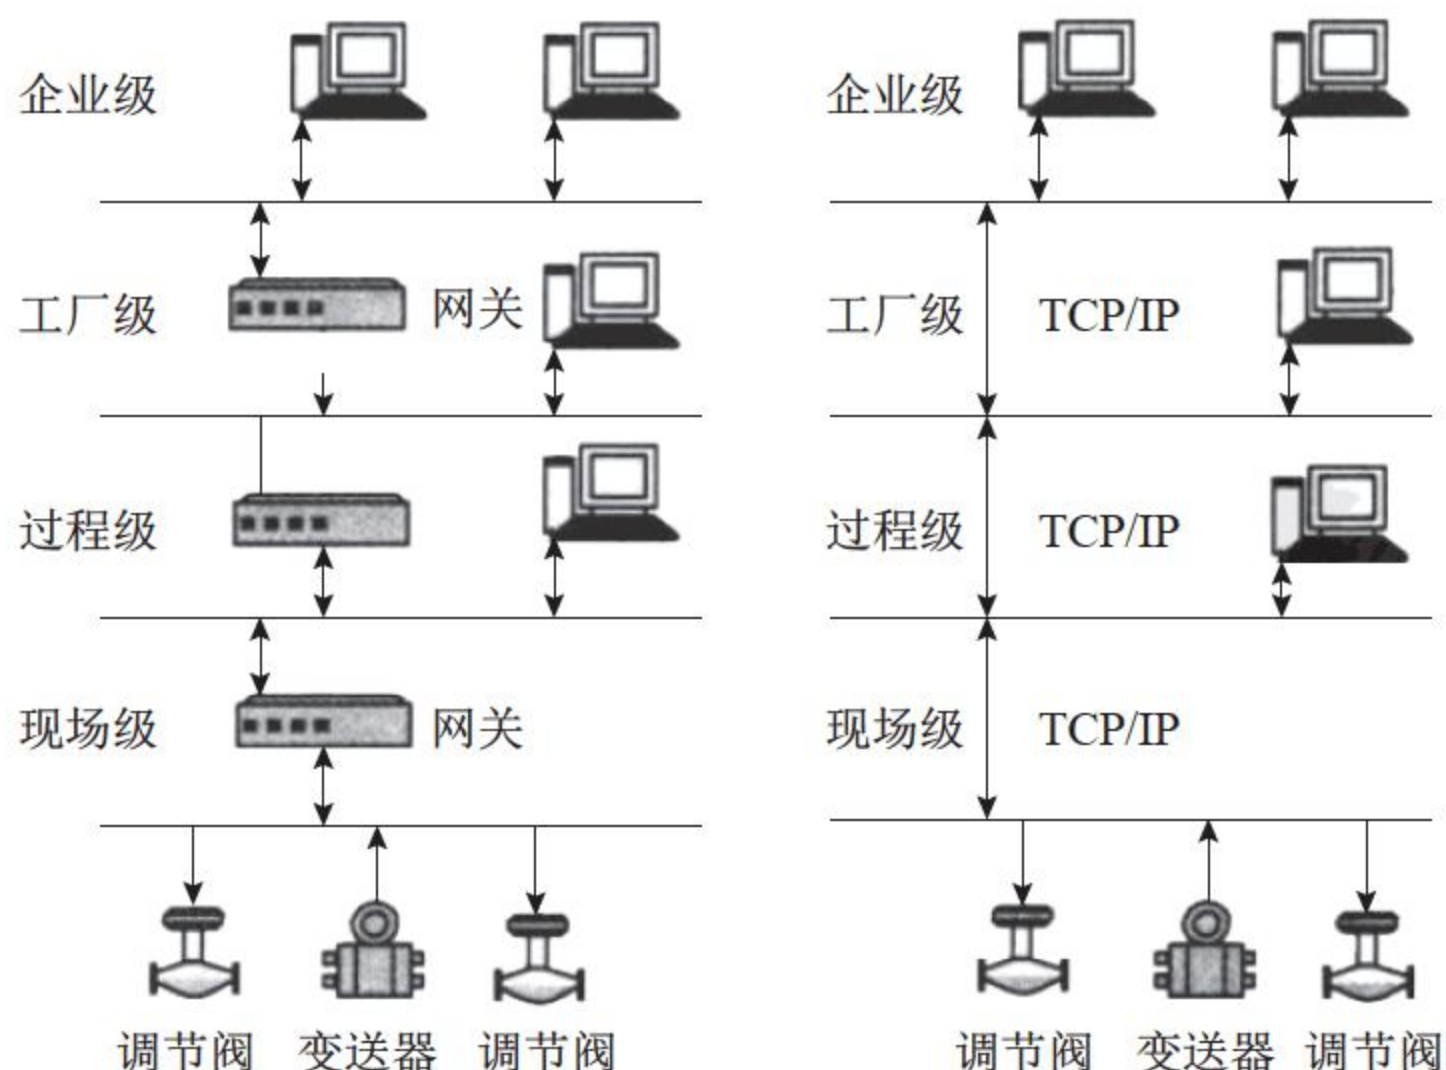 企业级
企业级
工厂级
网关
工厂级
TCP/IP
过程级
过程级
TCP/IP
现场级
网关
现场级
TCP/IP
调节阀
变送器
调节阀
调节阀
变送器
调节阀